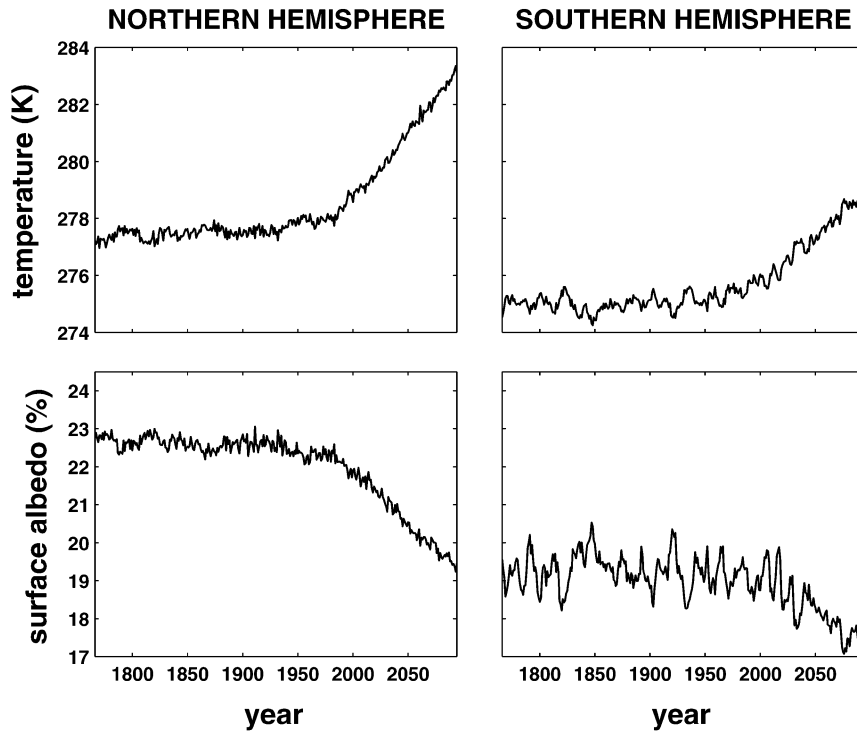 NORTHERN HEMISPHERE
SOUTHERN HEMISPHERE
temperature (K)
284
282
280
278
276
274
surface albedo (%)
24
23
22
21
20
19
18
17
1800 1850 1900 1950 2000 2050
1800 1850 1900 1950 2000 2050
year
year